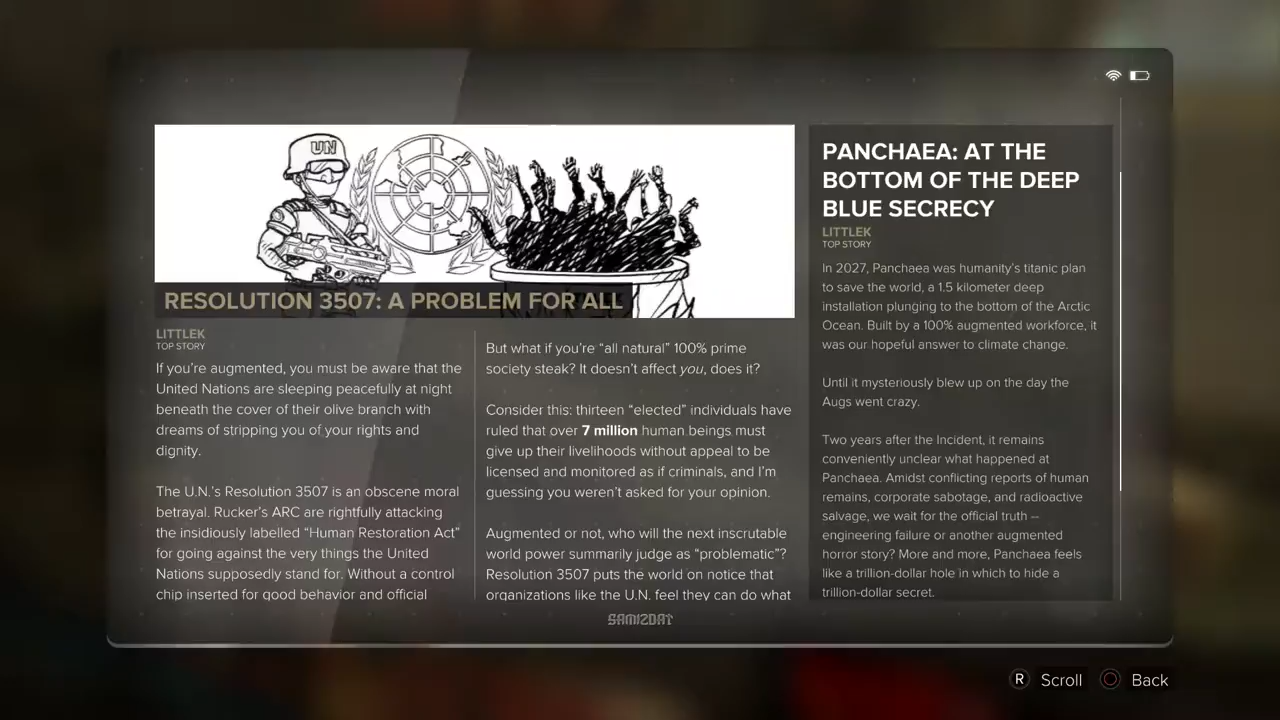 UN
RESOLUTION 3507: A PROBLEM FOR ALL
LITTLEK
TOP STORY
If you're augmented, you must be aware that the
United Nations are sleeping peacefully at night
beneath the cover of their olive branch with
dreams of stripping you of your rights and
dignity.
The U.N.'s Resolution 3507 is an obscene moral
betrayal. Rucker's ARC are rightfully attacking
the insidiously labelled “Human Restoration Act”
for going against the very things the United
Nations supposedly stand for. Without a control
chip inserted for good behavior and official
But what if you're “all natural” 100% prime
society steak? It doesn't affect you, does it?
Consider this: thirteen “elected” individuals have
ruled that over 7 million human beings must
give up their livelihoods without appeal to be
licensed and monitored as if criminals, and I'm
guessing you weren't asked for your opinion.
Augmented or not, who will the next inscrutable
world power summarily judge as “problematic”?
Resolution 3507 puts the world on notice that
organizations like the U.N. feel they can do what
PANCHAEA: AT THE
BOTTOM OF THE DEEP
BLUE SECRECY
LITTLEK
TOP STORY
In 2027, Panchaea was humanity's titanic plan
to save the world, a 1.5 kilometer deep
installation plunging to the bottom of the Arctic
Ocean. Built by a 100% augmented workforce, it
was our hopeful answer to climate change.
Until it mysteriously blew up on the day the
Augs went crazy.
Two years after the Incident, it remains
conveniently unclear what happened at
Panchaea. Amidst conflicting reports of human
remains, corporate sabotage, and radioactive
salvage, we wait for the official truth --
engineering failure or another augmented
horror story? More and more, Panchaea feels
like a trillion-dollar hole in which to hide a
trillion-dollar secret.
SAMIZDAT
R Scroll Back